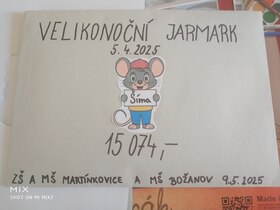 VELIKONOČNÍ JARMARK
5.4.2025
Šíma
15 074,-
ZŠ A MŠ MARTÍNKOVICE A MŠ BOŽANOV 9.5.2025
MIX
SHOT ON MI MIX2
Made